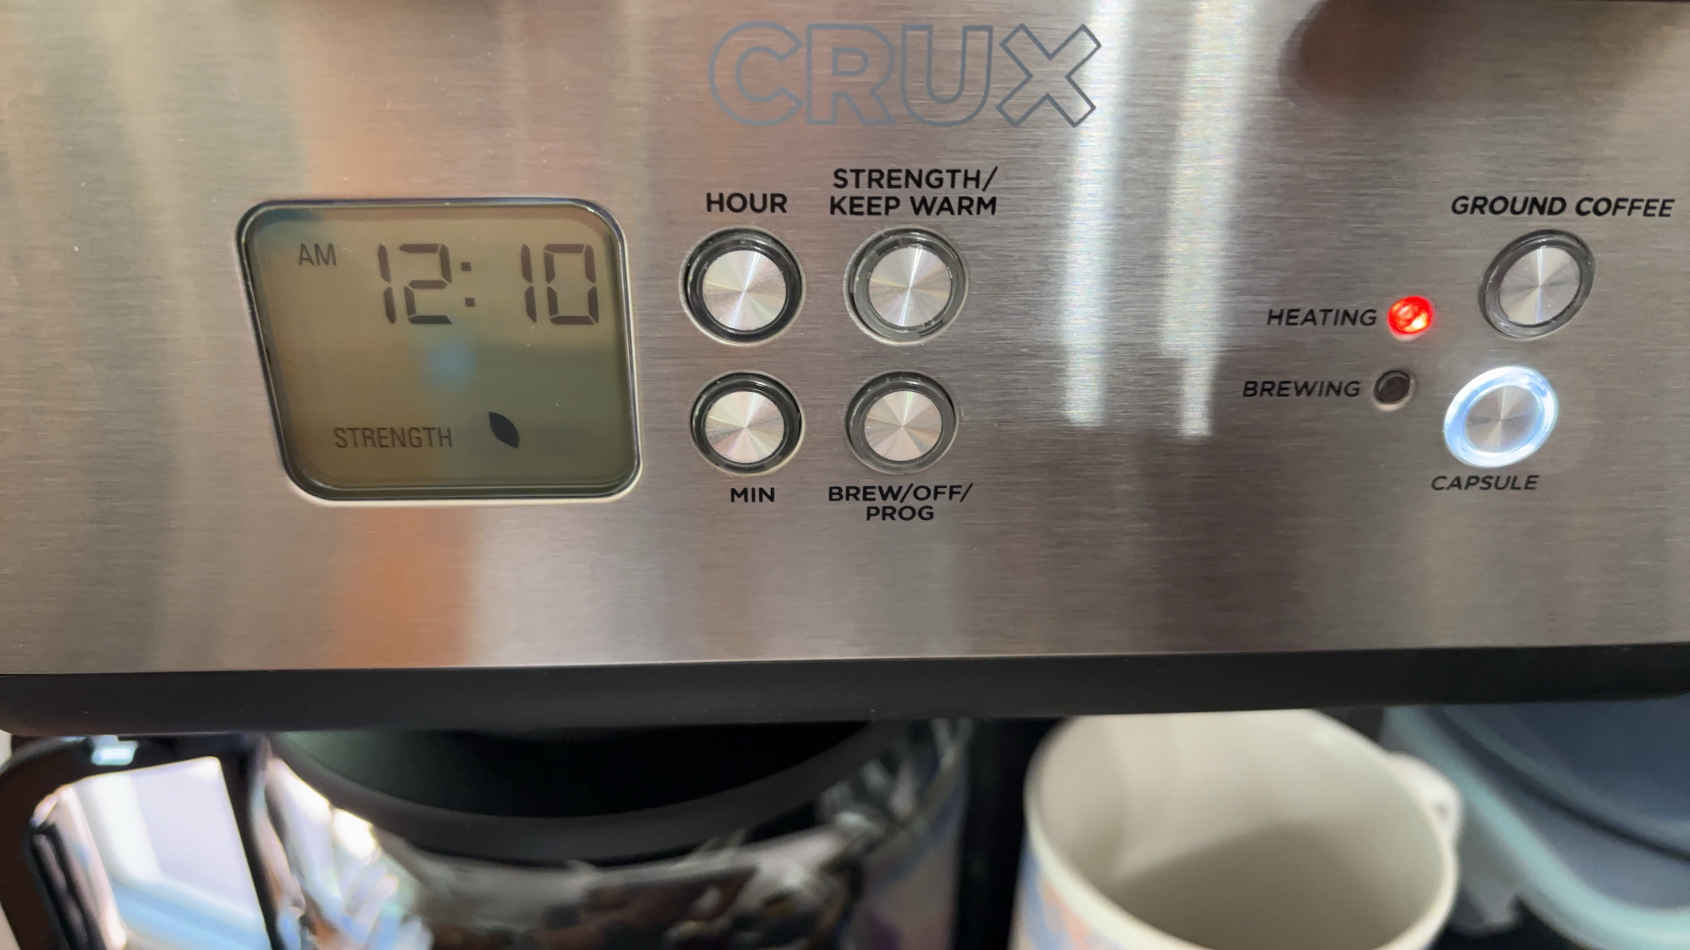 CRUX
AM 12:10
STRENGTH
HOUR
STRENGTH/
KEEP WARM
MIN
BREW/OFF/
PROG
GROUND COFFEE
HEATING
BREWING
CAPSULE